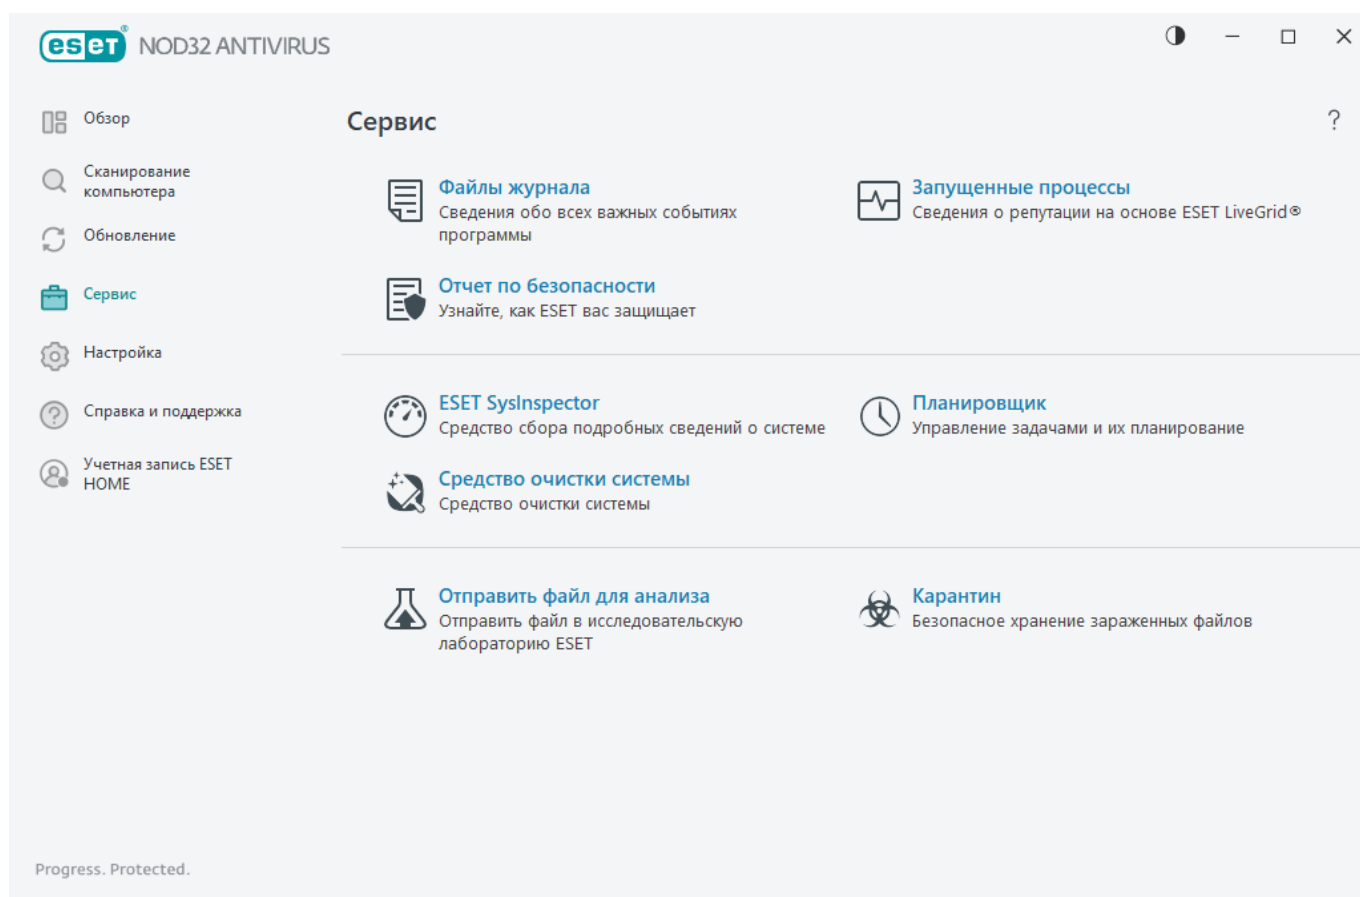 eset® NOD32 ANTIVIRUS
Обзор
Сканирование
компьютера
Обновление
Сервис
Настройка
Справка и поддержка
Учетная запись ESET
HOME
Сервис
?
Файлы журнала
Сведения обо всех важных событиях
программы
Запущенные процессы
Сведения о репутации на основе ESET LiveGrid®
Отчет по безопасности
Узнайте, как ESET вас защищает
ESET SysInspector
Средство сбора подробных сведений о системе
Планировщик
Управление задачами и их планирование
Средство очистки системы
Средство очистки системы
Отправить файл для анализа
Отправить файл в исследовательскую
лабораторию ESET
Карантин
Безопасное хранение зараженных файлов
Progress. Protected.